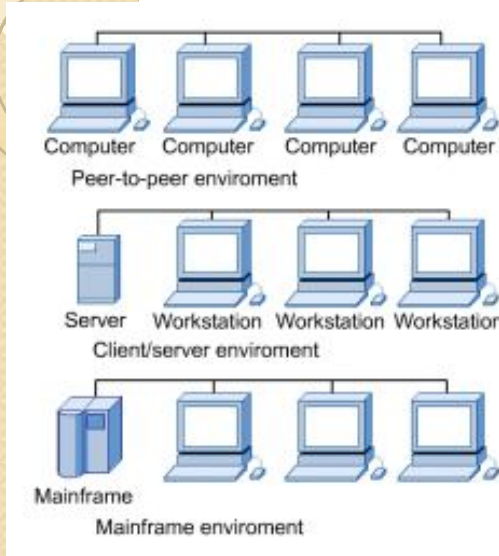 Computer Computer Computer Computer
Peer-to-peer enviroment
Server Workstation Workstation Workstation
Client/server enviroment
Mainframe
Mainframe enviroment